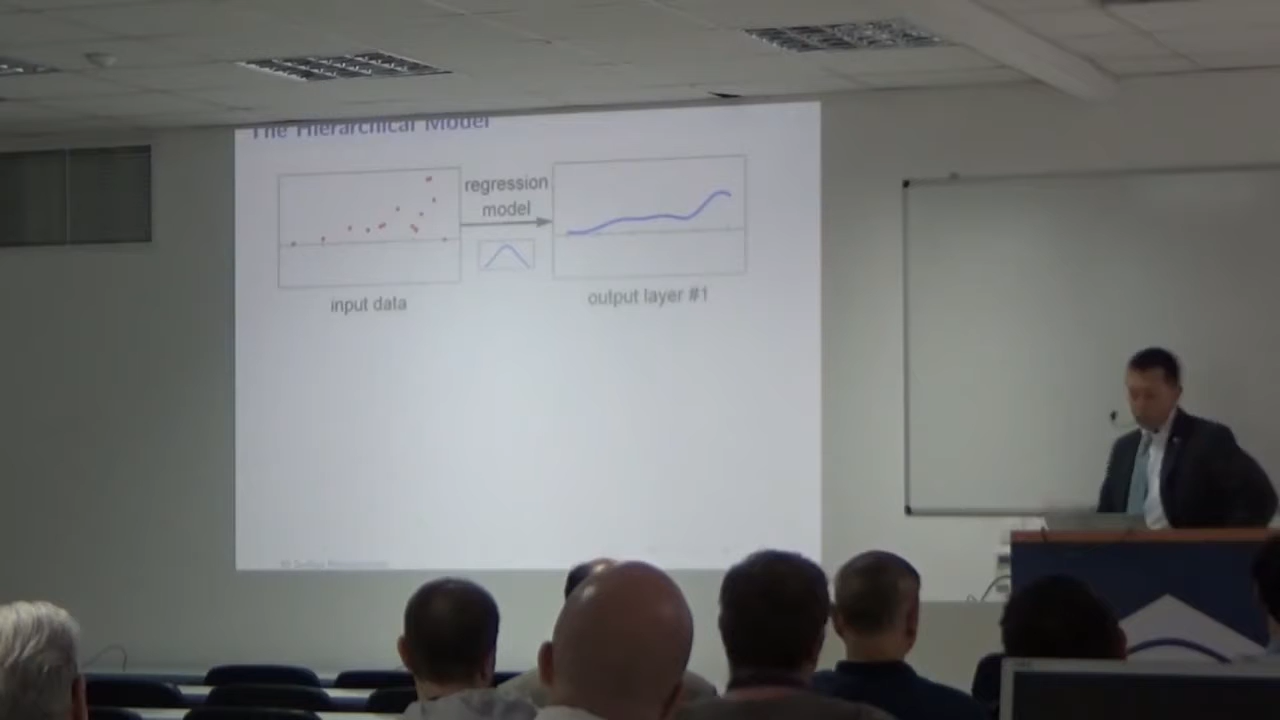 The Hierarchical Model
regression
model
input data
output layer #1